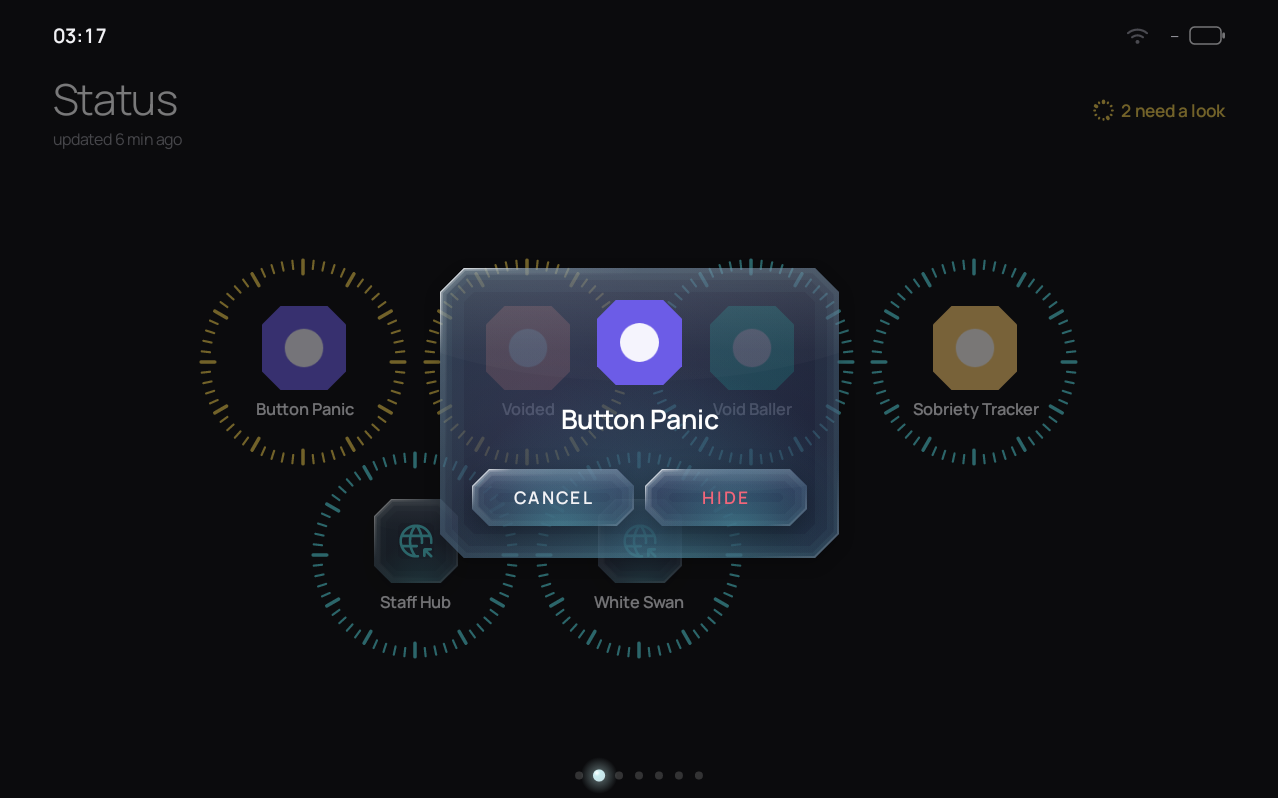 03:17
–
Status
updated 6 min ago
2 need a look
Button Panic
Voided
Void Baller
Sobriety Tracker
Button Panic
CANCEL
HIDE
Staff Hub
White Swan